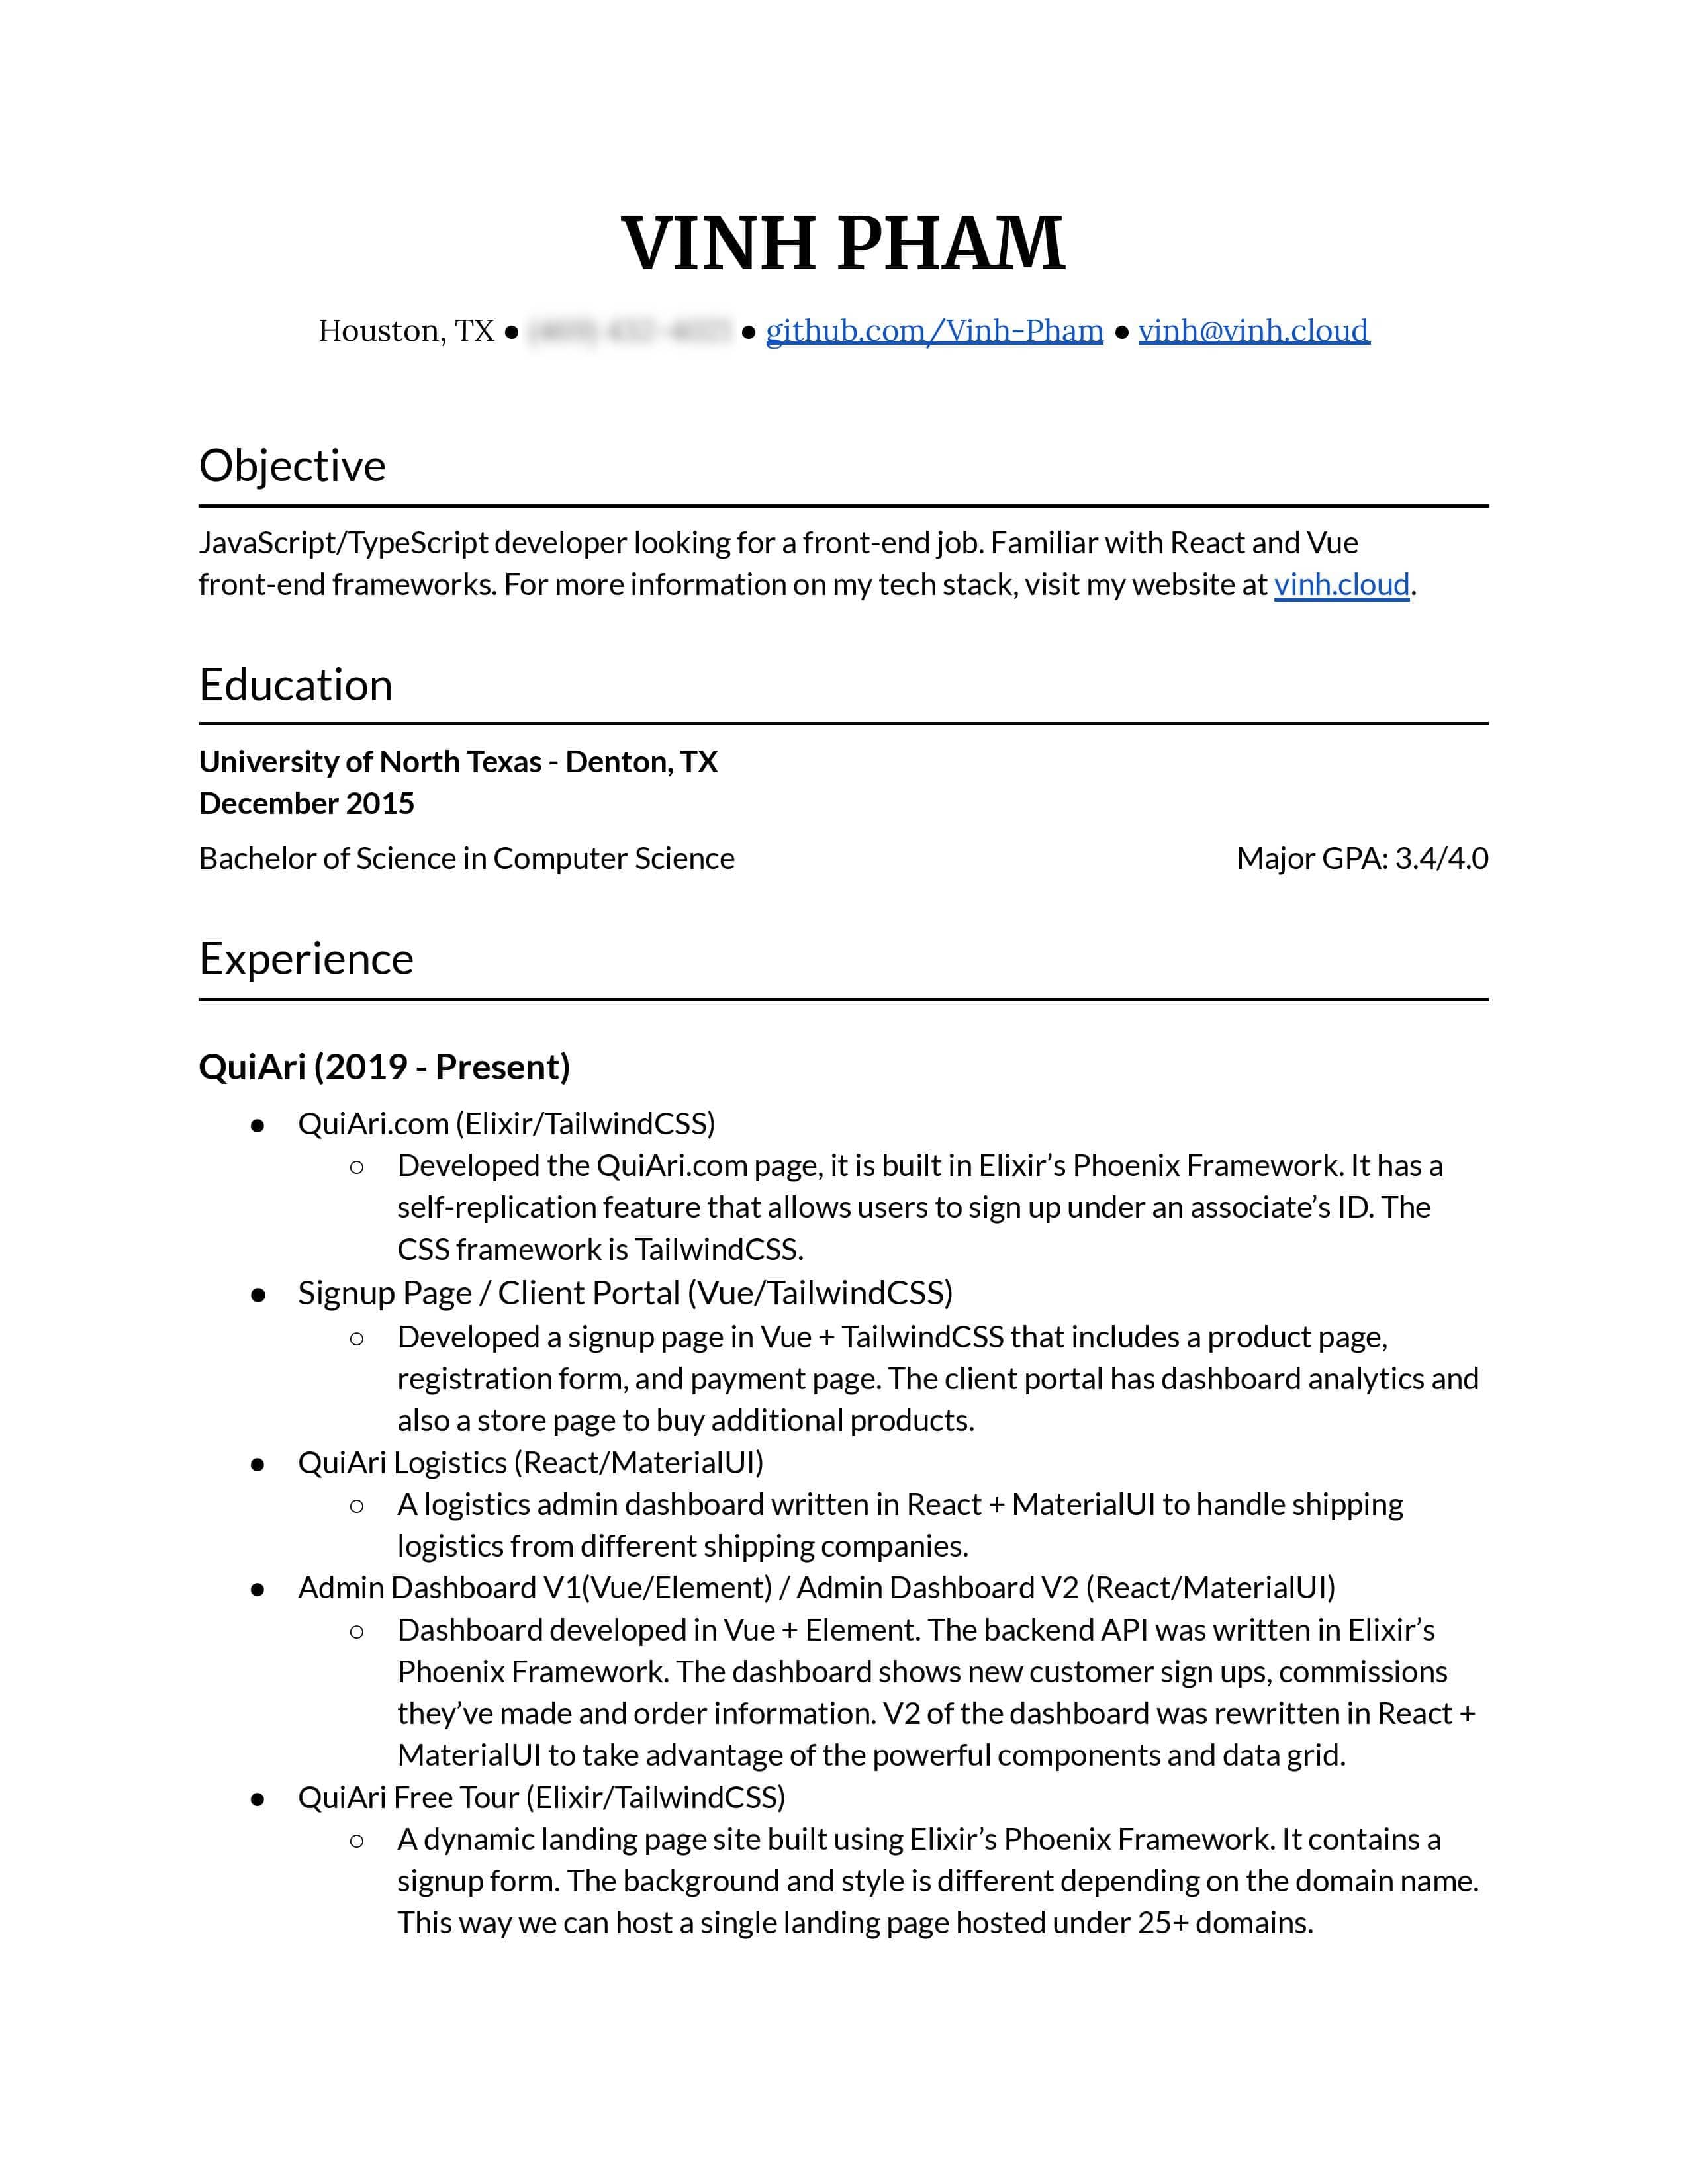 VINH PHAM
Houston, TX ● ● github.com/Vinh-Pham ● vinh@vinh.cloud
Objective
JavaScript/TypeScript developer looking for a front-end job. Familiar with React and Vue
front-end frameworks. For more information on my tech stack, visit my website at vinh.cloud.
Education
University of North Texas - Denton, TX
December 2015
Bachelor of Science in Computer Science Major GPA: 3.4/4.0
Experience
QuiAri (2019 - Present)
● QuiAri.com (Elixir/TailwindCSS)
○ Developed the QuiAri.com page, it is built in Elixir’s Phoenix Framework. It has a
self-replication feature that allows users to sign up under an associate’s ID. The
CSS framework is TailwindCSS.
● Signup Page / Client Portal (Vue/TailwindCSS)
○ Developed a signup page in Vue + TailwindCSS that includes a product page,
registration form, and payment page. The client portal has dashboard analytics and
also a store page to buy additional products.
● QuiAri Logistics (React/MaterialUI)
○ A logistics admin dashboard written in React + MaterialUI to handle shipping
logistics from different shipping companies.
● Admin Dashboard V1(Vue/Element) / Admin Dashboard V2 (React/MaterialUI)
○ Dashboard developed in Vue + Element. The backend API was written in Elixir’s
Phoenix Framework. The dashboard shows new customer sign ups, commissions
they’ve made and order information. V2 of the dashboard was rewritten in React +
MaterialUI to take advantage of the powerful components and data grid.
● QuiAri Free Tour (Elixir/TailwindCSS)
○ A dynamic landing page site built using Elixir’s Phoenix Framework. It contains a
signup form. The background and style is different depending on the domain name.
This way we can host a single landing page hosted under 25+ domains.